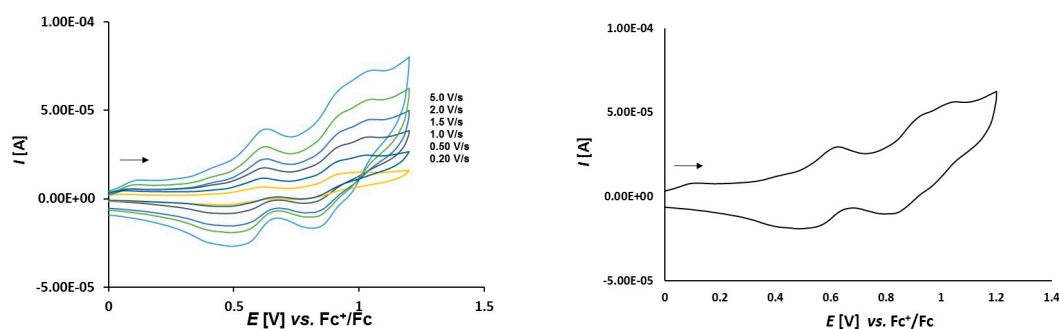 1.00E-04
5.00E-05
0.00E+00
-5.00E-05
I [A]
0
0.5
1
1.5
E [V] vs. Fc⁺/Fc
5.0 V/s
2.0 V/s
1.5 V/s
1.0 V/s
0.50 V/s
0.20 V/s
1.00E-04
5.00E-05
0.00E+00
-5.00E-05
I [A]
0
0.2
0.4
0.6
0.8
1
1.2
1.4
E [V] vs. Fc⁺/Fc